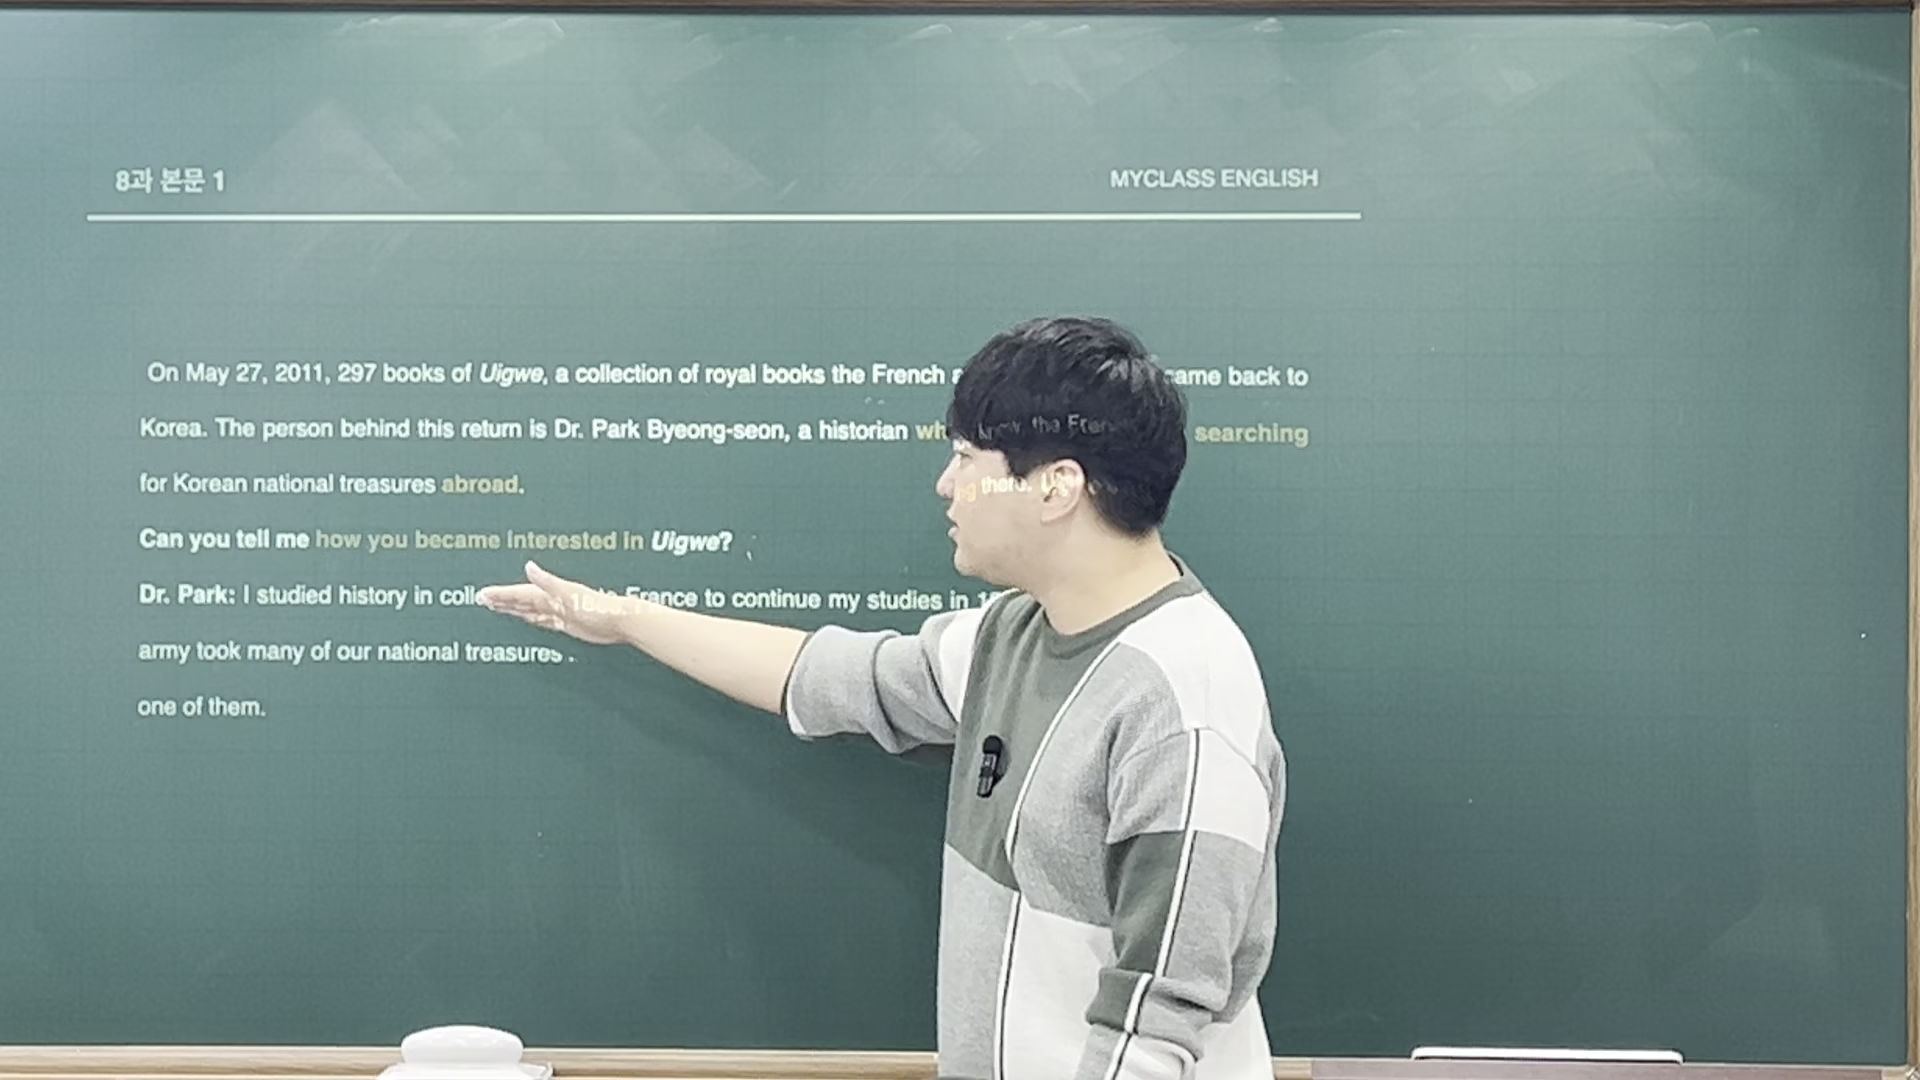 8과 본문 1
MYCLASS ENGLISH
On May 27, 2011, 297 books of Uigwe, a collection of royal books the French came back to
Korea. The person behind this return is Dr. Park Byeong-seon, a historian searching
for Korean national treasures abroad.
Can you tell me how you became interested in Uigwe?
Dr. Park: I studied history in France to continue my studies in
army took many of our national treasures
one of them.